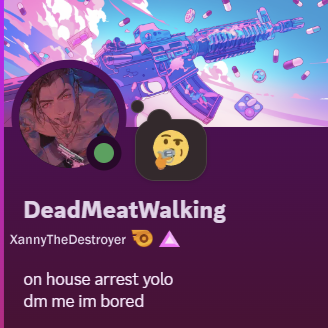 DeadMeatWalking
XannyTheDestroyer
on house arrest yolo
dm me im bored